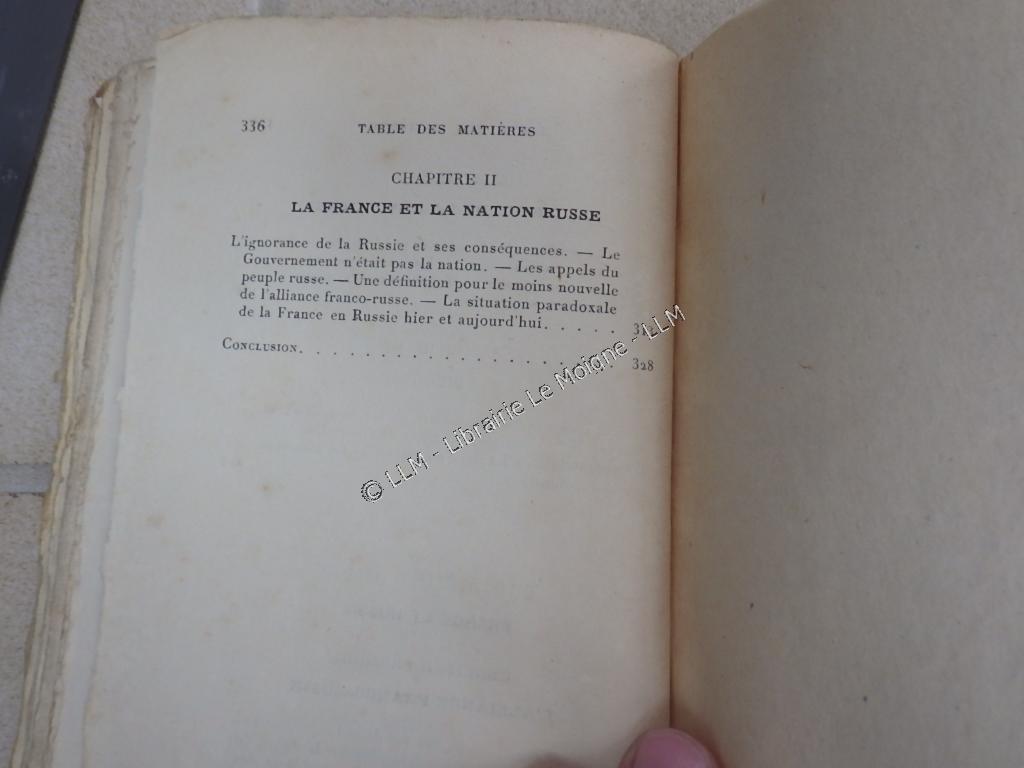 336 TABLE DES MATIÈRES
CHAPITRE II
LA FRANCE ET LA NATION RUSSE
L'ignorance de la Russie et ses conséquences. — Le
Gouvernement n'était pas la nation. — Les appels du
peuple russe. — Une définition pour le moins nouvelle
de l'alliance franco-russe. — La situation paradoxale
de la France en Russie hier et aujourd'hui. . . . . .
CONCLUSION. . . . . . . . . . . . . . . . . . 328
© LLM - Librairie Le Moigne - LLM